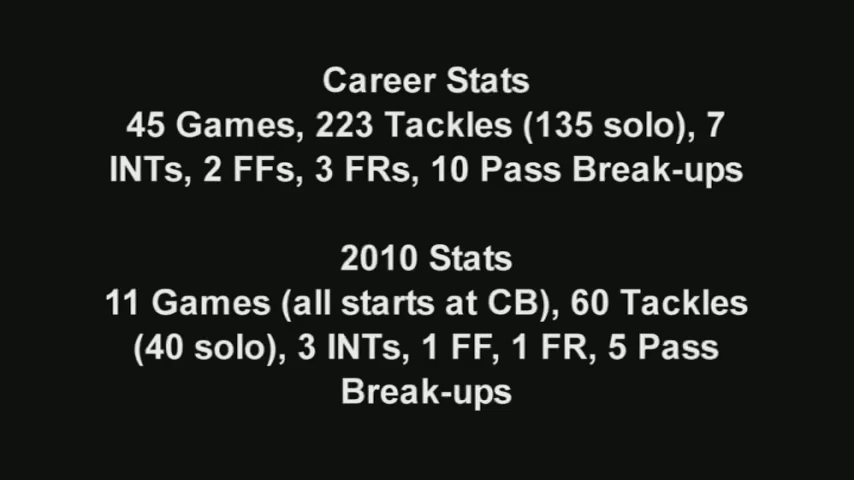 Career Stats
45 Games, 223 Tackles (135 solo), 7
INTs, 2 FFs, 3 FRs, 10 Pass Break-ups
2010 Stats
11 Games (all starts at CB), 60 Tackles
(40 solo), 3 INTs, 1 FF, 1 FR, 5 Pass
Break-ups